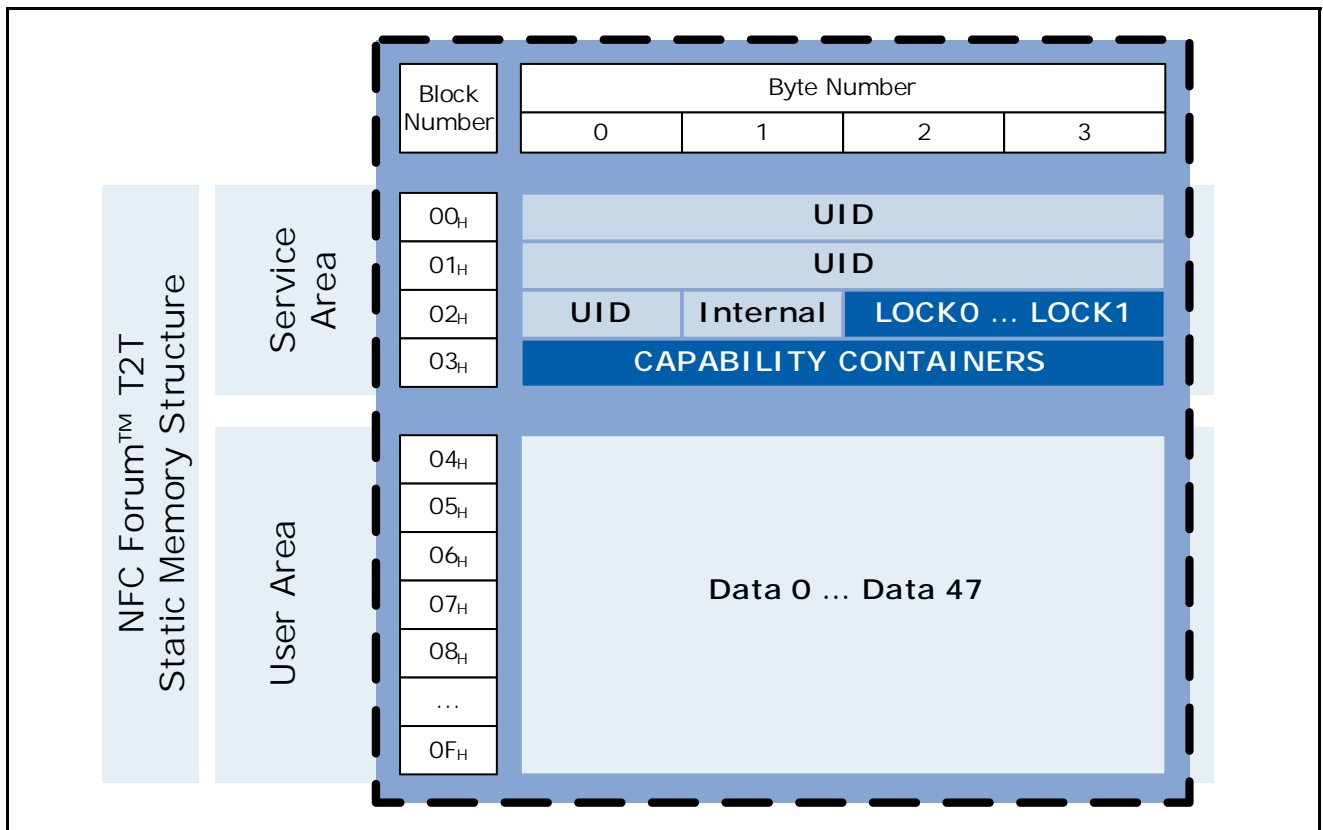 Block
Number
Byte Number
0 1 2 3
NFC Forum™ T2T
Static Memory Structure
Service
Area
00H UID
01H UID
02H UID Internal LOCK0 ... LOCK1
03H CAPABILITY CONTAINERS
User Area
04H
05H
06H
07H
08H
...
0FH
Data 0 ... Data 47